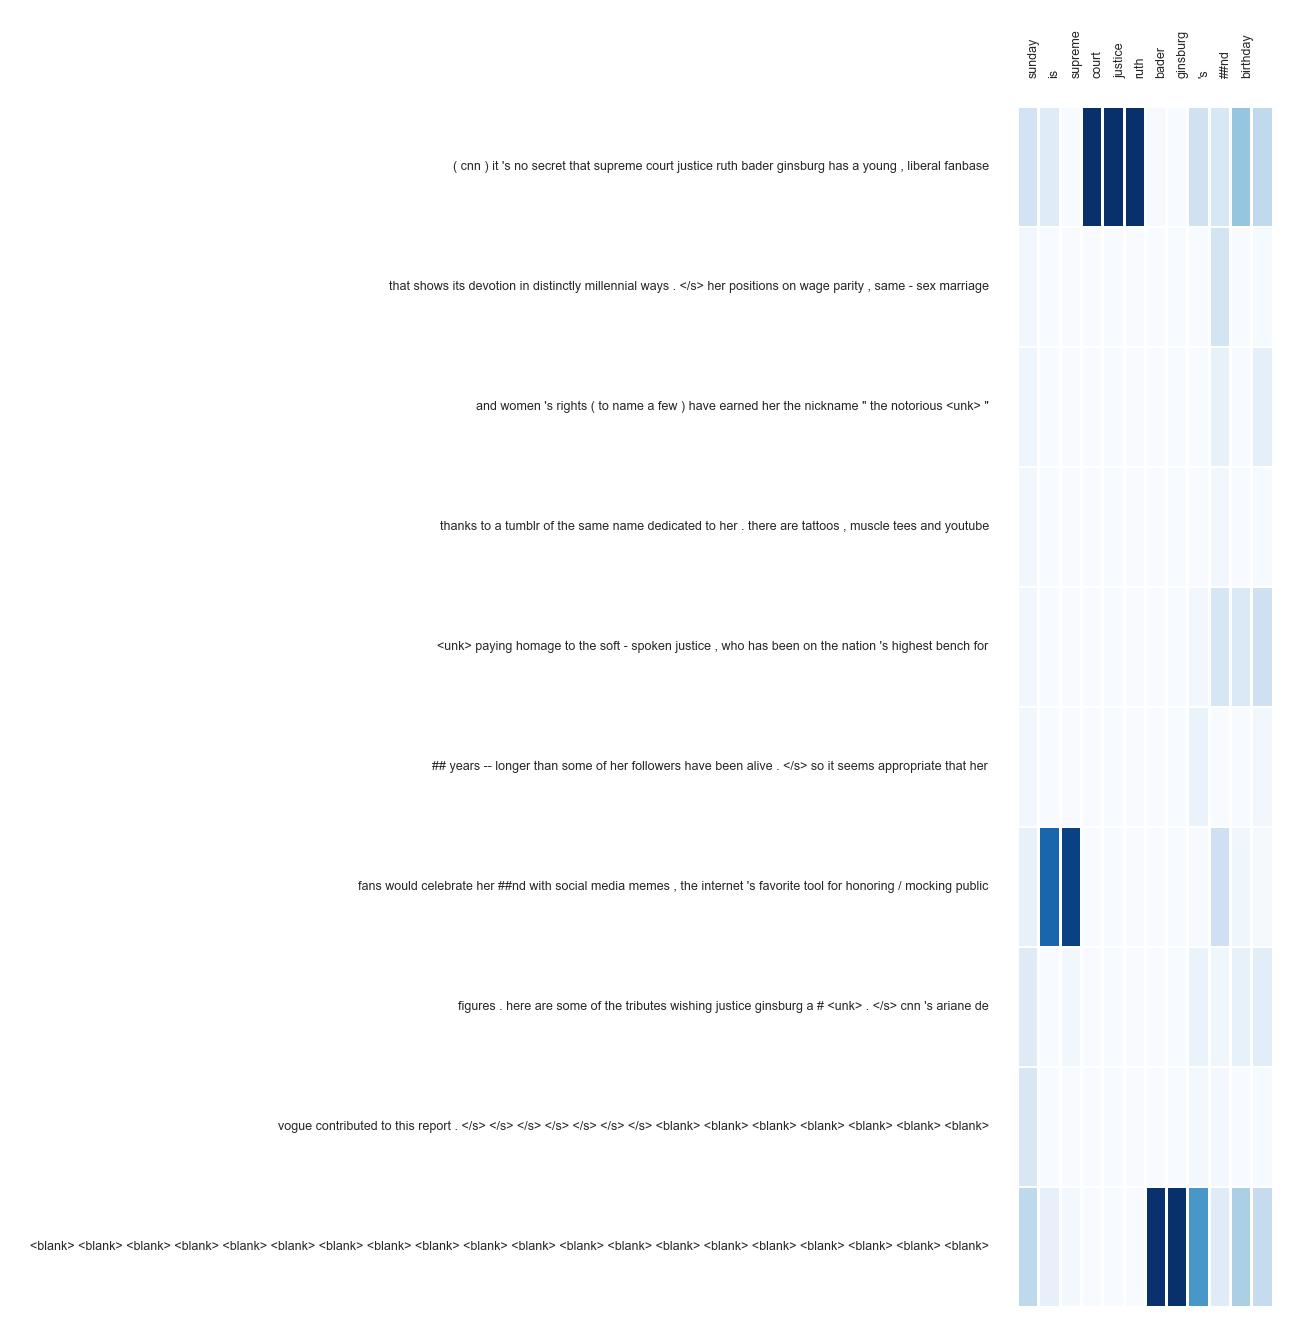 sunday
is
supreme
court
justice
ruth
bader
ginsburg
's
##nd
birthday
( cnn ) it 's no secret that supreme court justice ruth bader ginsburg has a young , liberal fanbase
that shows its devotion in distinctly millennial ways . </s> her positions on wage parity , same - sex marriage
and women 's rights ( to name a few ) have earned her the nickname " the notorious <unk> "
thanks to a tumblr of the same name dedicated to her . there are tattoos , muscle tees and youtube
<unk> paying homage to the soft - spoken justice , who has been on the nation 's highest bench for
## years -- longer than some of her followers have been alive . </s> so it seems appropriate that her
fans would celebrate her ##nd with social media memes , the internet 's favorite tool for honoring / mocking public
figures . here are some of the tributes wishing justice ginsburg a # <unk> . </s> cnn 's ariane de
vogue contributed to this report . </s> </s> </s> </s> </s> </s> </s> <blank> <blank> <blank> <blank> <blank> <blank> <blank>
<blank> <blank> <blank> <blank> <blank> <blank> <blank> <blank> <blank> <blank> <blank> <blank> <blank> <blank> <blank> <blank> <blank> <blank> <blank> <blank>